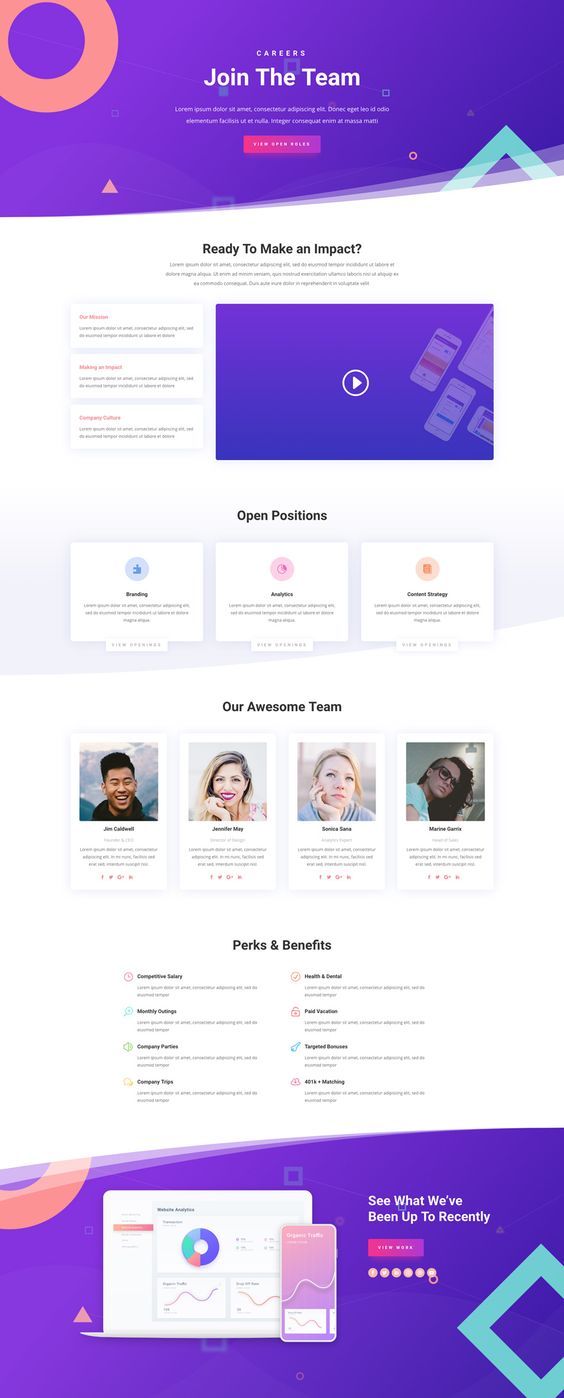 CAREERS
Join The Team
Lorem ipsum dolor sit amet, consectetur adipiscing elit. Donec eget leo id odio
elementum facilisis ut et nulla. Integer consequat enim at massa matti
VIEW OPEN ROLES
Ready To Make an Impact?
Lorem ipsum dolor sit amet, consectetur adipiscing elit, sed do eiusmod tempor incididunt ut labore et
dolore magna aliqua. Ut enim ad minim veniam, quis nostrud exercitation ullamco laboris nisi ut aliquip ex
ea commodo consequat. Duis aute irure dolor in reprehenderit in voluptate velit
Our Mission
Lorem ipsum dolor sit amet, consectetur adipiscing elit, sed
do eiusmod tempor incididunt ut labore et dolore
Making an Impact
Lorem ipsum dolor sit amet, consectetur adipiscing elit, sed
do eiusmod tempor incididunt ut labore et dolore
Company Culture
Lorem ipsum dolor sit amet, consectetur adipiscing elit, sed
do eiusmod tempor incididunt ut labore et dolore
Open Positions
Branding
Lorem ipsum dolor sit amet, consectetur adipiscing elit,
sed do eiusmod tempor incididunt ut labore et dolore
magna aliqua.
VIEW OPENINGS
Analytics
Lorem ipsum dolor sit amet, consectetur adipiscing elit,
sed do eiusmod tempor incididunt ut labore et dolore
magna aliqua.
VIEW OPENINGS
Content Strategy
Lorem ipsum dolor sit amet, consectetur adipiscing elit,
sed do eiusmod tempor incididunt ut labore et dolore
magna aliqua.
VIEW OPENINGS
Our Awesome Team
Jim Caldwell
Founder & CEO
Lorem ipsum dolor sit amet, consectetur
adipiscing elit. In mi nunc, facilisis sed
erat sed, interdum suscipit nisl.
Jennifer May
Director of Design
Lorem ipsum dolor sit amet, consectetur
adipiscing elit. In mi nunc, facilisis sed
erat sed, interdum suscipit nisl.
Sonica Sana
Analytics Expert
Lorem ipsum dolor sit amet, consectetur
adipiscing elit. In mi nunc, facilisis sed
erat sed, interdum suscipit nisl.
Marine Garrix
Head of Sales
Lorem ipsum dolor sit amet, consectetur
adipiscing elit. In mi nunc, facilisis sed
erat sed, interdum suscipit nisl.
Perks & Benefits
Competitive Salary
Lorem ipsum dolor sit amet, consectetur adipiscing elit, sed do
eiusmod tempor
Health & Dental
Lorem ipsum dolor sit amet, consectetur adipiscing elit, sed do
eiusmod tempor
Monthly Outings
Lorem ipsum dolor sit amet, consectetur adipiscing elit, sed do
eiusmod tempor
Paid Vacation
Lorem ipsum dolor sit amet, consectetur adipiscing elit, sed do
eiusmod tempor
Company Parties
Lorem ipsum dolor sit amet, consectetur adipiscing elit, sed do
eiusmod tempor
Targeted Bonuses
Lorem ipsum dolor sit amet, consectetur adipiscing elit, sed do
eiusmod tempor
Company Trips
Lorem ipsum dolor sit amet, consectetur adipiscing elit, sed do
eiusmod tempor
401k + Matching
Lorem ipsum dolor sit amet, consectetur adipiscing elit, sed do
eiusmod tempor
See What We've
Been Up To Recently
VIEW WORK
Website Analytics
Transaction
Organic Traffic
Drop Off Rate
Organic Traffic